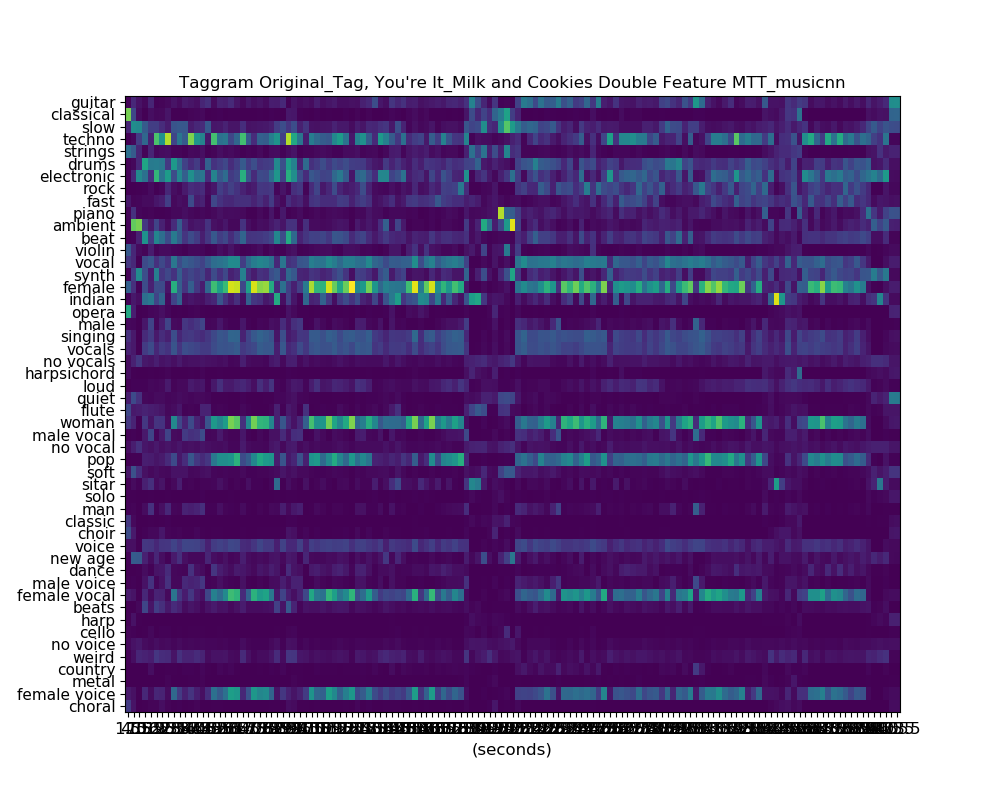 Taggram Original_Tag, You're It_Milk and Cookies Double Feature MTT_musicnn
guitar
classical
slow
techno
strings
drums
electronic
rock
fast
piano
ambient
beat
violin
vocal
synth
female
indian
opera
male
singing
vocals
no vocals
harpsichord
loud
quiet
flute
woman
male vocal
no vocal
pop
soft
sitar
solo
man
classic
choir
voice
new age
dance
male voice
female vocal
beats
harp
cello
no voice
weird
country
metal
female voice
choral
(seconds)